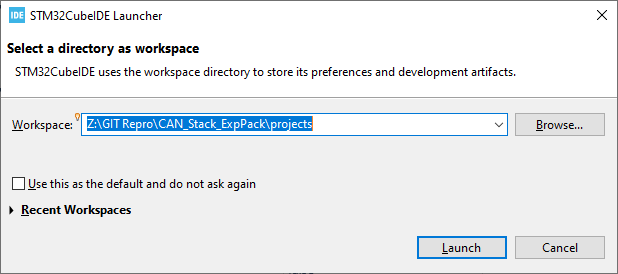 IDE STM32CubeIDE Launcher
Select a directory as workspace
STM32CubeIDE uses the workspace directory to store its preferences and development artifacts.
Workspace: Z:\GIT Repro\CAN_Stack_ExpPack\projects Browse...
Use this as the default and do not ask again
Recent Workspaces
Launch Cancel